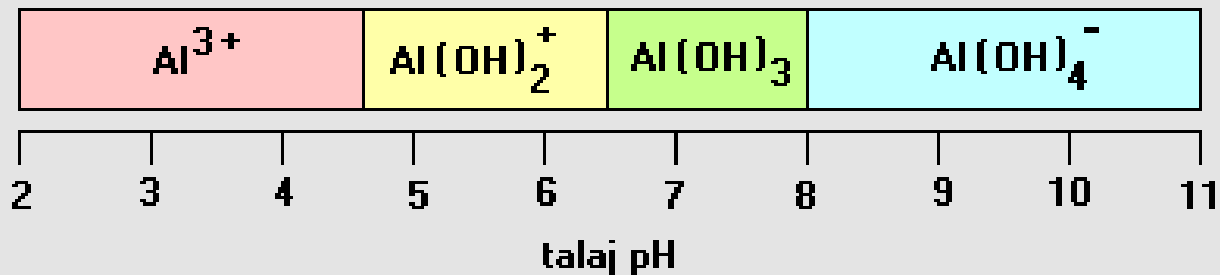 Al³⁺ Al(OH)₂⁺ Al(OH)₃ Al(OH)₄⁻
2 3 4 5 6 7 8 9 10 11
talaj pH